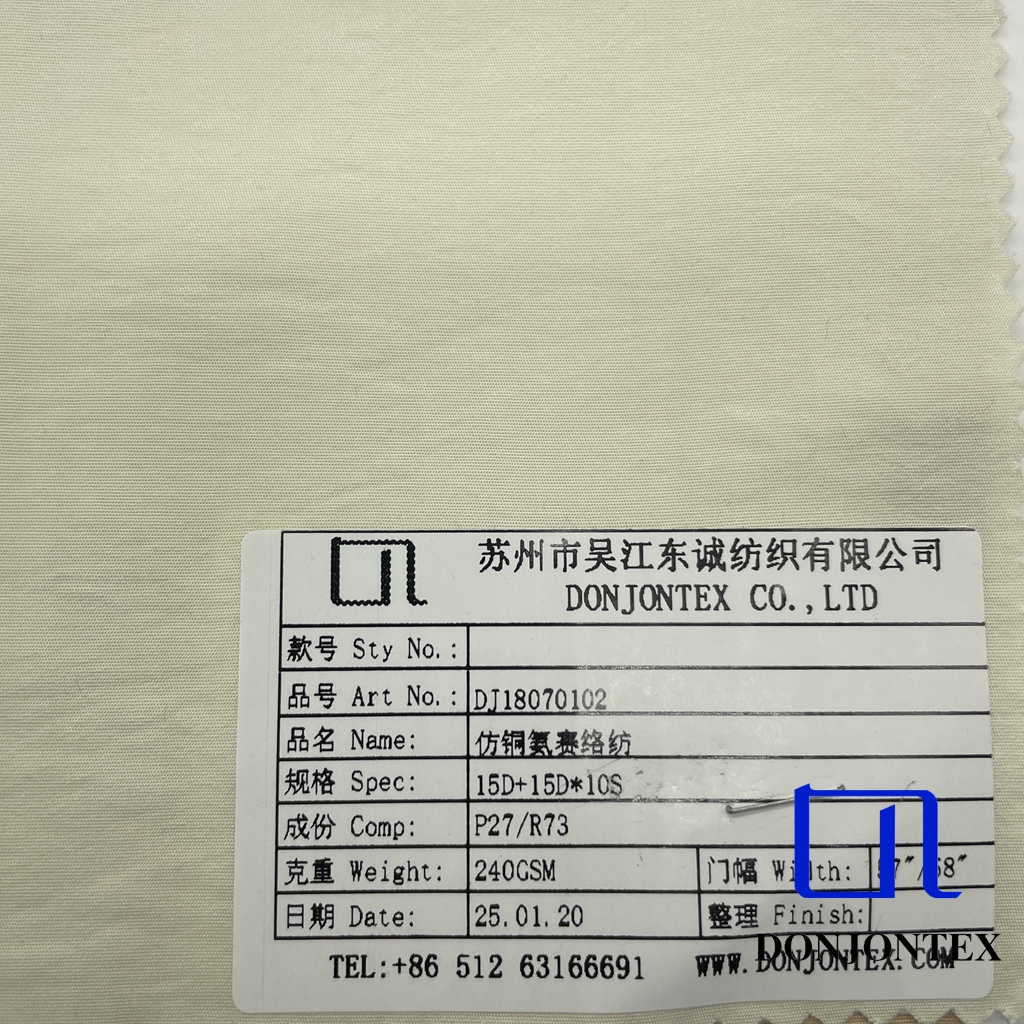 苏州市吴江东诚纺织有限公司
DONJONTEX CO.,LTD
款号 Sty No.:
品号 Art No.: DJ18070102
品名 Name: 仿铜氨赛络纺
规格 Spec: 15D+15D*10S
成份 Comp: P27/R73
克重 Weight: 240GSM 门幅 Width: 57"/58"
日期 Date: 25.01.20 整理 Finish:
TEL:+86 512 63166691 WWW.DONJONTEX.COM
DONJONTEX